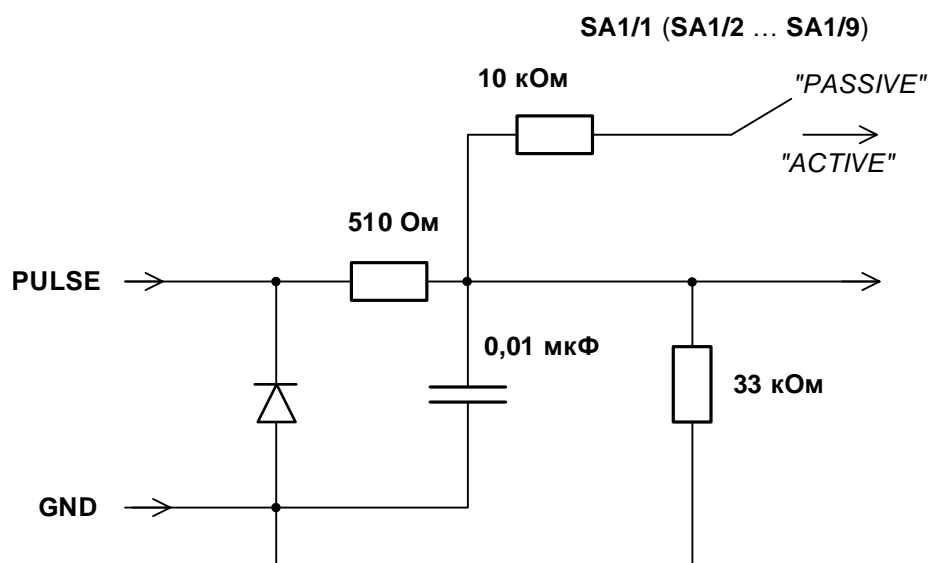 SA1/1 (SA1/2 ... SA1/9)
10 кОм
"PASSIVE"
"ACTIVE"
510 Ом
PULSE
0,01 мкФ
33 кОм
GND